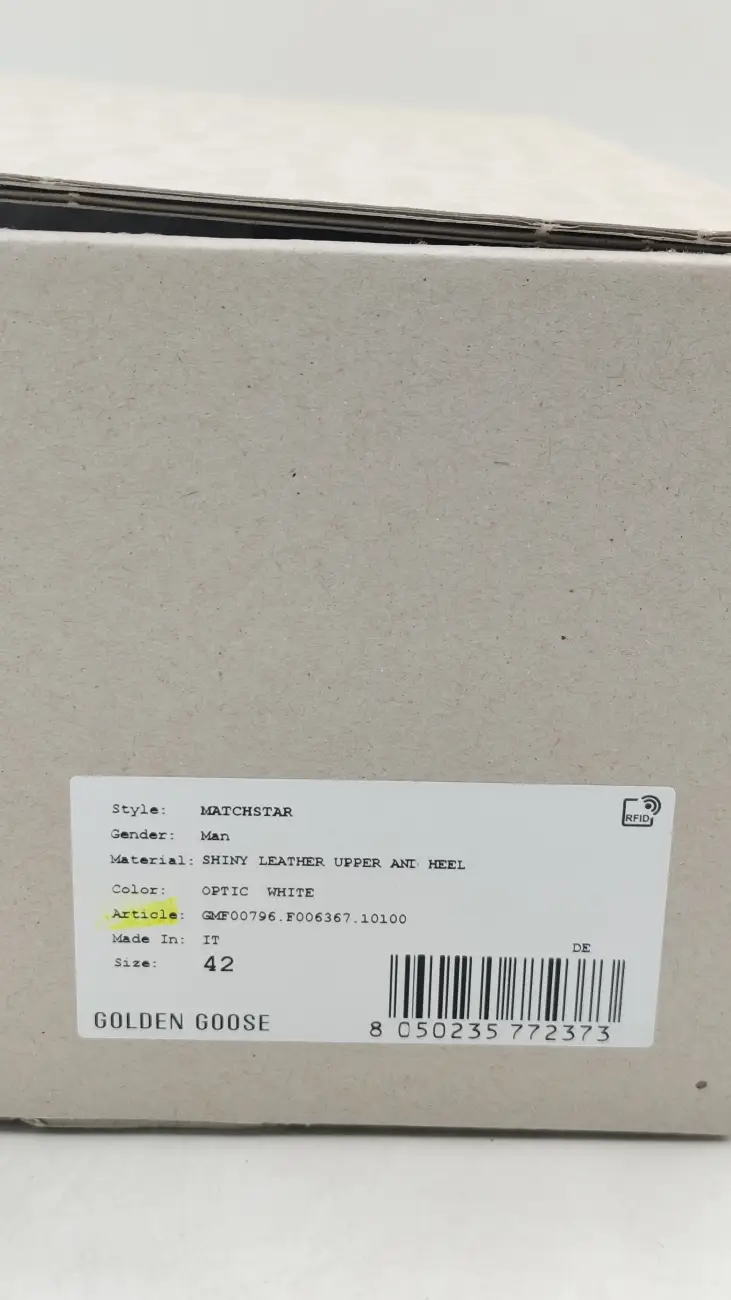 Style: MATCHSTAR
RFID
Gender: Man
Material: SHINY LEATHER UPPER AND HEEL
Color: OPTIC WHITE
Article: GMF00796.F006367.10100
Made In: IT
DE
Size: 42
GOLDEN GOOSE
8 050235 772373